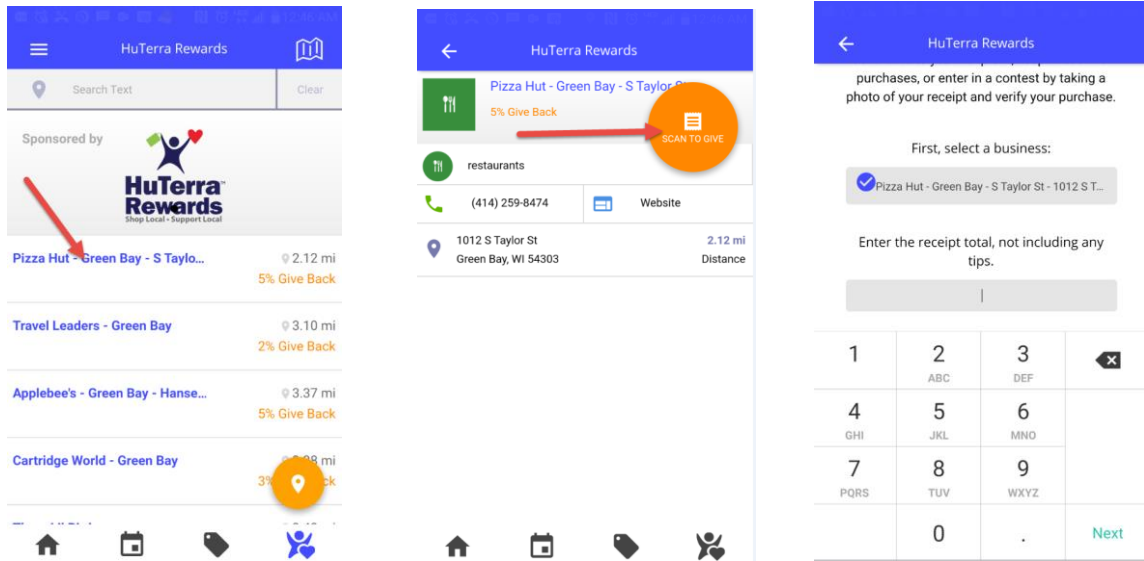 12:46 AM
HuTerra Rewards
Search Text
Clear
Sponsored by
HuTerra
Rewards
Shop Local - Support Local
Pizza Hut - Green Bay - S Taylo...
2.12 mi
5% Give Back
Travel Leaders - Green Bay
3.10 mi
2% Give Back
Applebee's - Green Bay - Hanse...
3.37 mi
5% Give Back
Cartridge World - Green Bay
mi
3%
HuTerra Rewards
Pizza Hut - Green Bay - S Taylor
5% Give Back
SCAN TO GIVE
restaurants
(414) 259-8474
Website
1012 S Taylor St
Green Bay, WI 54303
2.12 mi
Distance
HuTerra Rewards
purchases, or enter in a contest by taking a
photo of your receipt and verify your purchase.
First, select a business:
Pizza Hut - Green Bay - S Taylor St - 1012 S T...
Enter the receipt total, not including any
tips.
1
2
ABC
3
DEF
4
GHI
5
JKL
6
MNO
7
PQRS
8
TUV
9
WXYZ
0
.
Next